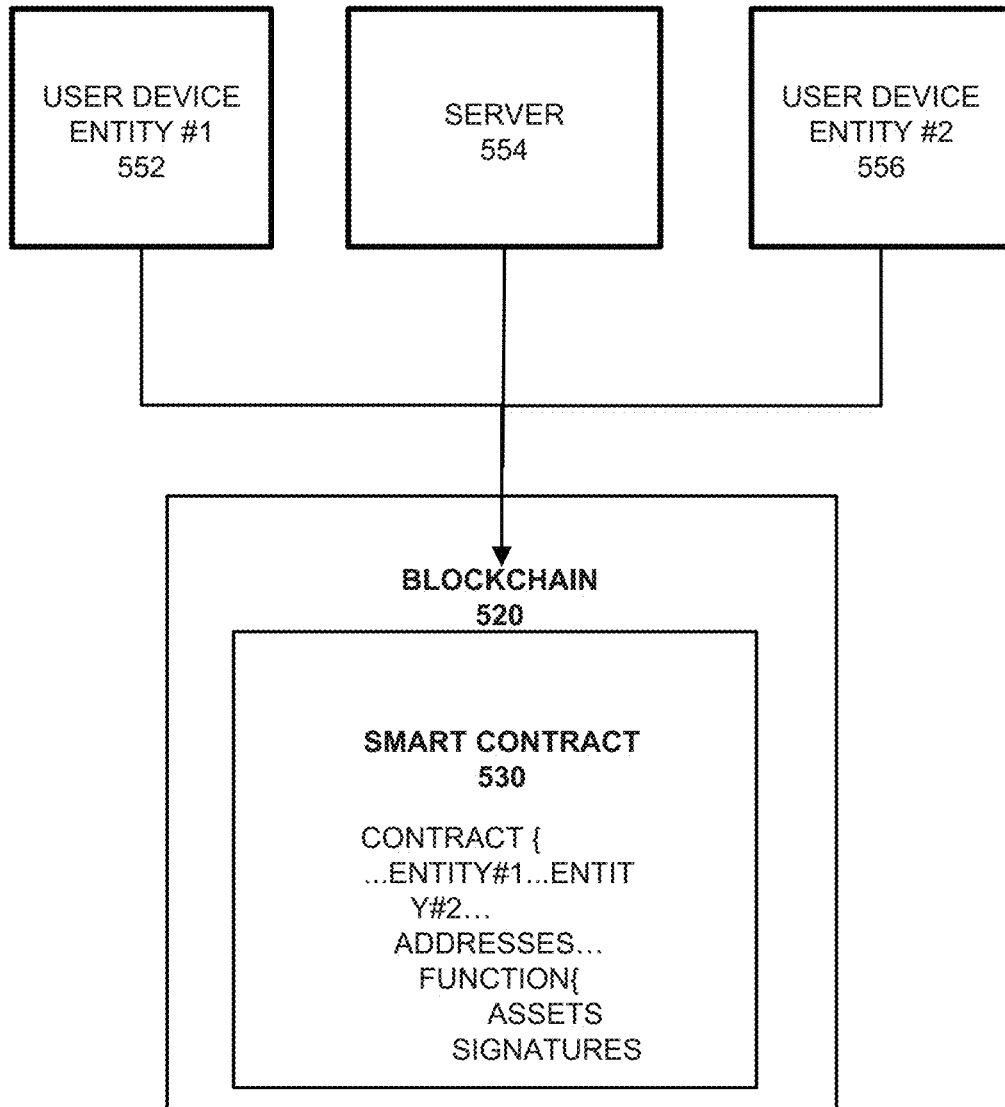 USER DEVICE
ENTITY #1
552
SERVER
554
USER DEVICE
ENTITY #2
556
BLOCKCHAIN
520
SMART CONTRACT
530
CONTRACT {
...ENTITY#1...ENTIT
Y#2...
ADDRESSES...
FUNCTION{
ASSETS
SIGNATURES